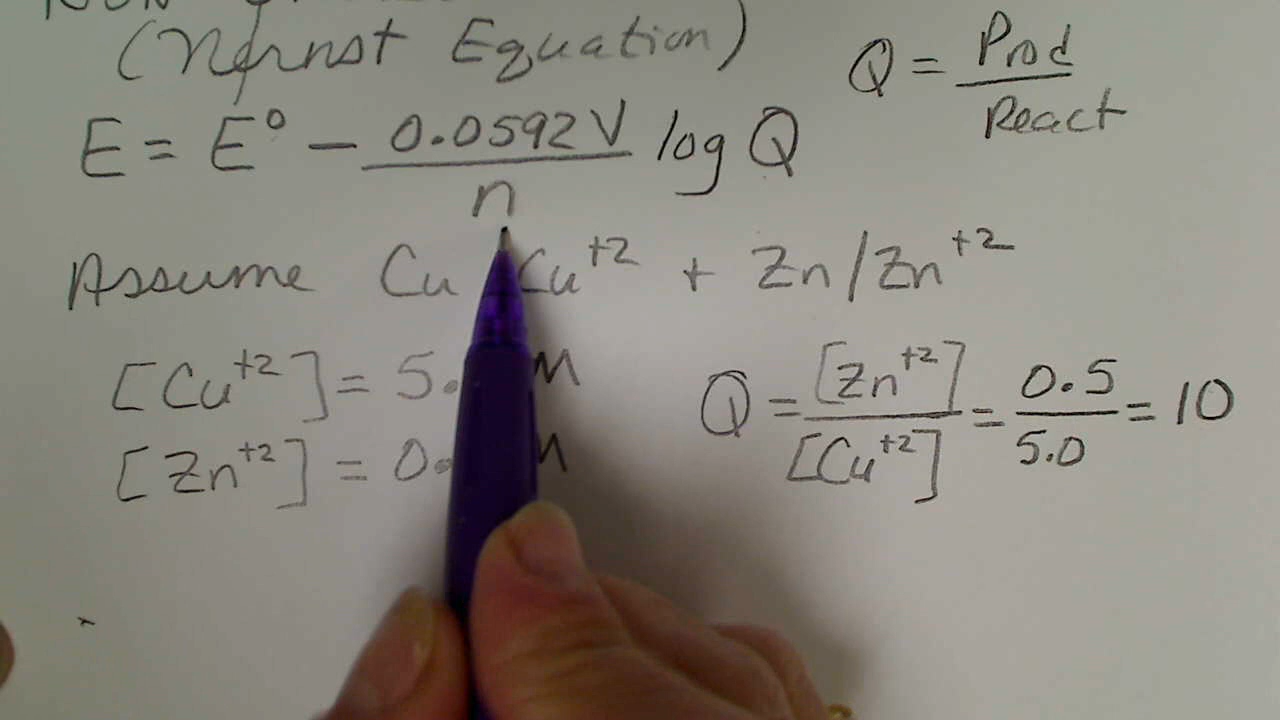 (Nernst Equation)
Q = Prod / React
E = E° − 0.0592 V / n log Q
Assume Cu Cu⁺² + Zn/Zn⁺²
[Cu⁺²] = 5. M
[Zn⁺²] = 0. M
Q = [Zn⁺²] / [Cu⁺²] = 0.5 / 5.0 = 10